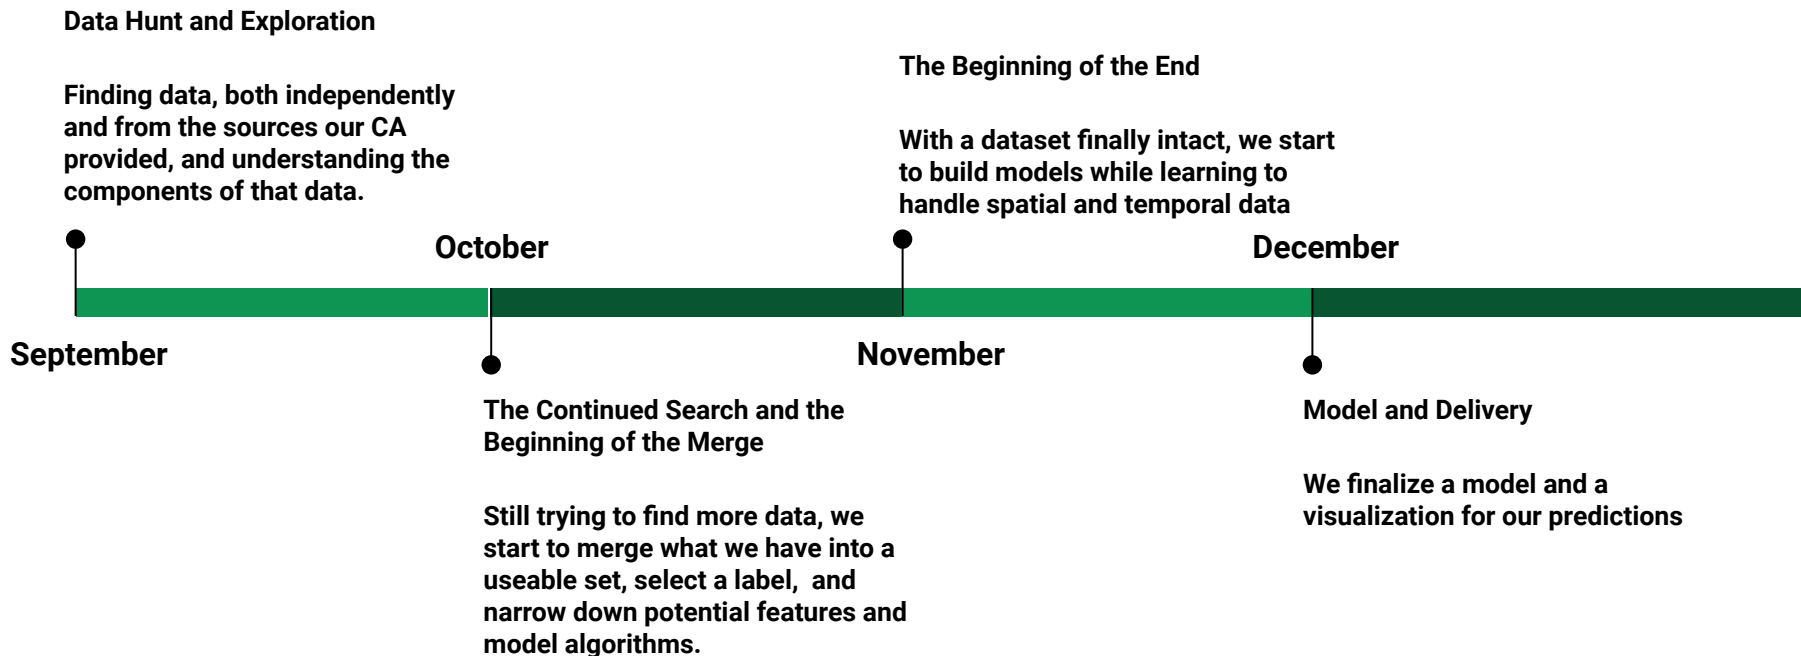 Data Hunt and Exploration
Finding data, both independently
and from the sources our CA
provided, and understanding the
components of that data.
September
October
The Continued Search and the
Beginning of the Merge
Still trying to find more data, we
start to merge what we have into a
useable set, select a label,  and
narrow down potential features and
model algorithms.
The Beginning of the End
With a dataset finally intact, we start
to build models while learning to
handle spatial and temporal data
November
December
Model and Delivery
We finalize a model and a
visualization for our predictions